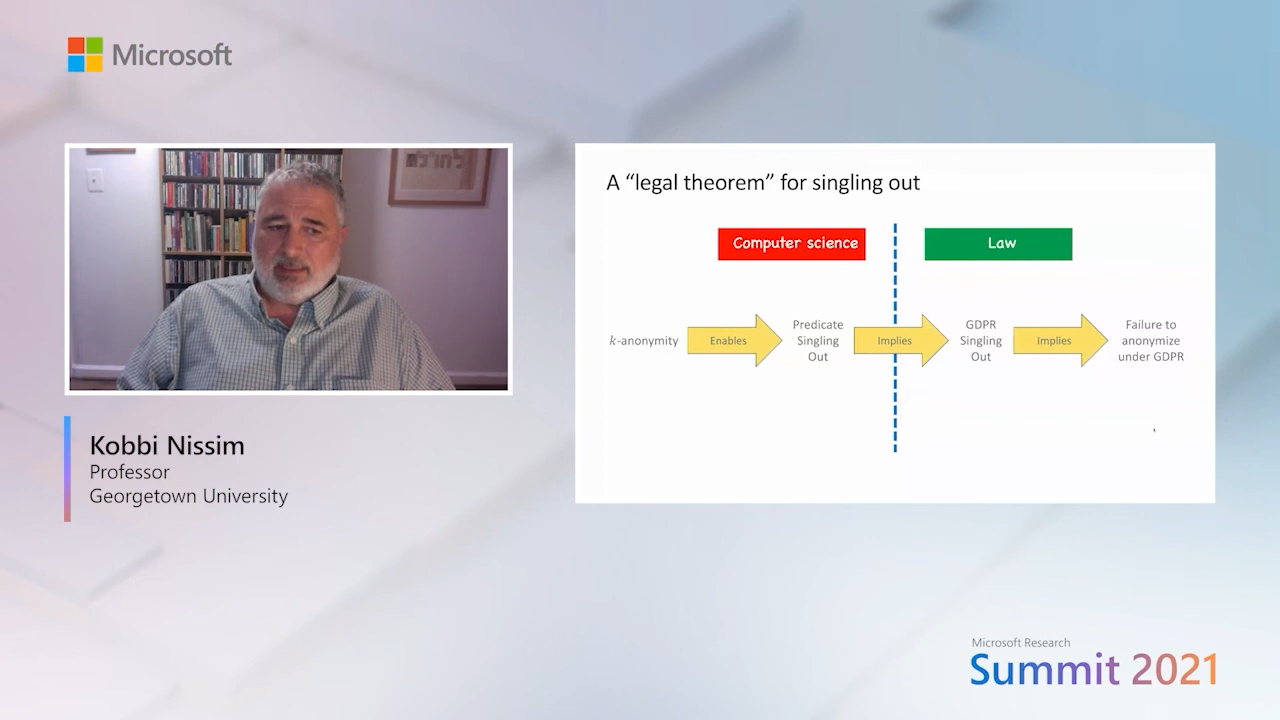 Microsoft
לחו"ל
Kobbi Nissim
Professor
Georgetown University
A “legal theorem” for singling out
Computer science
Law
k-anonymity
Enables
Predicate
Singling
Out
Implies
GDPR
Singling
Out
Implies
Failure to
anonymize
under GDPR
Microsoft Research
Summit 2021